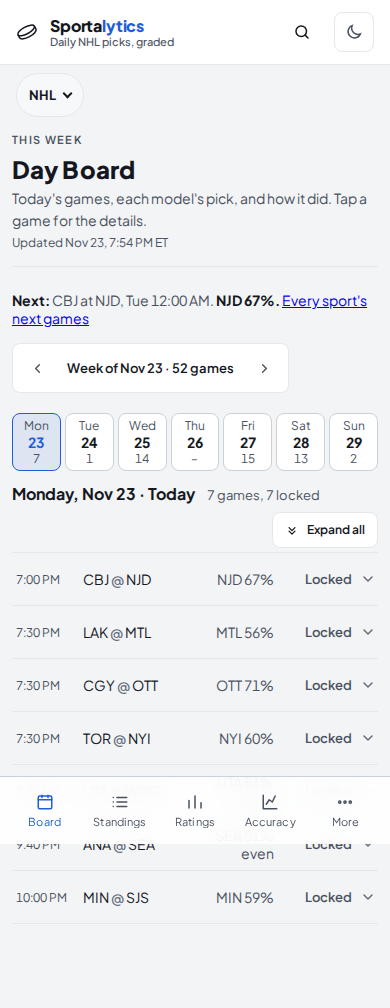 Sportalytics
Daily NHL picks, graded
NHL
THIS WEEK
Day Board
Today's games, each model's pick, and how it did. Tap a
game for the details.
Updated Nov 23, 7:54 PM ET
Next: CBJ at NJD, Tue 12:00 AM. NJD 67%. Every sport's
next games
Week of Nov 23 · 52 games
Mon Tue Wed Thu Fri Sat Sun
23 24 25 26 27 28 29
7 1 14 – 15 13 2
Monday, Nov 23 · Today 7 games, 7 locked
Expand all
7:00 PM CBJ @ NJD NJD 67% Locked
7:30 PM LAK @ MTL MTL 56% Locked
7:30 PM CGY @ OTT OTT 71% Locked
7:30 PM TOR @ NYI NYI 60% Locked
Board Standings Ratings Accuracy More
9:40 PM ANA @ SEA even Locked
10:00 PM MIN @ SJS MIN 59% Locked